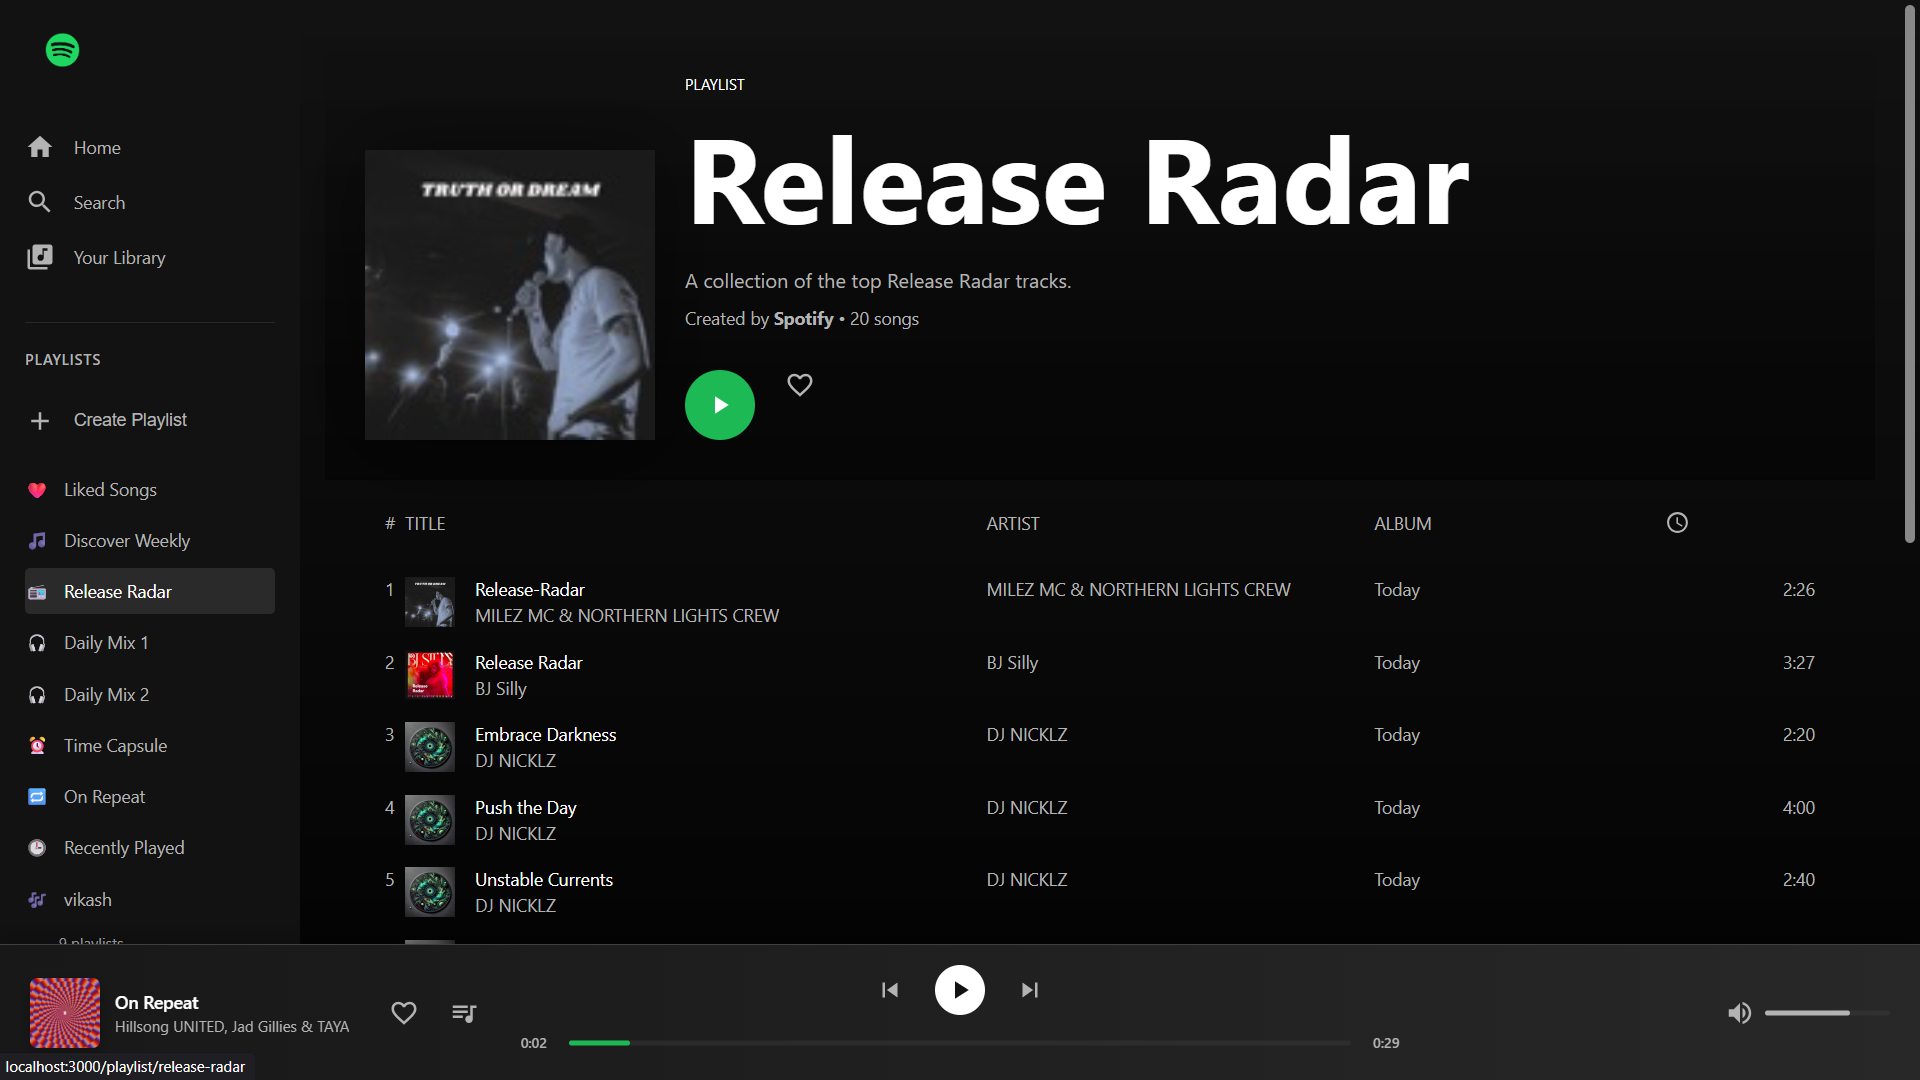 Home
Search
Your Library
PLAYLISTS
Create Playlist
Liked Songs
Discover Weekly
Release Radar
Daily Mix 1
Daily Mix 2
Time Capsule
On Repeat
Recently Played
vikash
9 playlists
PLAYLIST
Release Radar
TRUTH OR DREAM
A collection of the top Release Radar tracks.
Created by Spotify • 20 songs
# TITLE ARTIST ALBUM
1 Release-Radar MILEZ MC & NORTHERN LIGHTS CREW Today 2:26
MILEZ MC & NORTHERN LIGHTS CREW
2 Release Radar BJ Silly Today 3:27
BJ Silly
3 Embrace Darkness DJ NICKLZ Today 2:20
DJ NICKLZ
4 Push the Day DJ NICKLZ Today 4:00
DJ NICKLZ
5 Unstable Currents DJ NICKLZ Today 2:40
DJ NICKLZ
On Repeat
Hillsong UNITED, Jad Gillies & TAYA
0:02 0:29
localhost:3000/playlist/release-radar